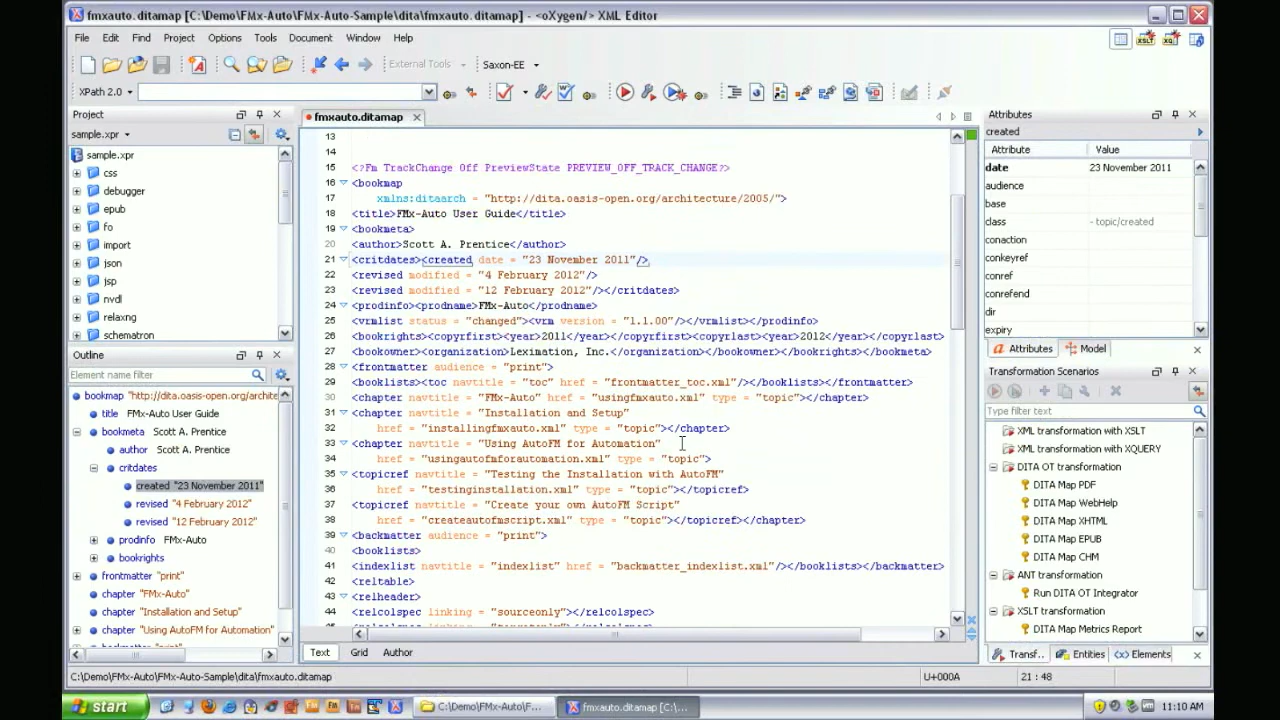 fmxauto.ditamap [C:\Demo\FMx-Auto\FMx-Auto-Sample\dita\fmxauto.ditamap] - <oXygen/> XML Editor
File Edit Find Project Options Tools Document Window Help
External Tools Saxon-EE
XPath 2.0
Project
sample.xpr
sample.xpr
css
debugger
epub
fo
import
json
jsp
nvdl
relaxng
schematron
Outline
Element name filter
bookmap "http://dita.oasis-open.org/archite
title FMx-Auto User Guide
bookmeta Scott A. Prentice
author Scott A. Prentice
critdates
created "23 November 2011"
revised "4 February 2012"
revised "12 February 2012"
prodinfo FMx-Auto
bookrights
frontmatter "print"
chapter "FMx-Auto"
chapter "Installation and Setup"
chapter "Using AutoFM for Automation"
fmxauto.ditamap
13
14
15 <?Fm TrackChange Off PreviewState PREVIEW_OFF_TRACK_CHANGE?>
16 <bookmap
17 xmlns:ditaarch = "http://dita.oasis-open.org/architecture/2005/">
18 <title>FMx-Auto User Guide</title>
19 <bookmeta>
20 <author>Scott A. Prentice</author>
21 <critdates><created date = "23 November 2011"/>
22 <revised modified = "4 February 2012"/>
23 <revised modified = "12 February 2012"/></critdates>
24 <prodinfo><prodname>FMx-Auto</prodname>
25 <vrmlist status = "changed"><vrm version = "1.1.00"/></vrmlist></prodinfo>
26 <bookrights><copyrfirst><year>2011</year></copyrfirst><copyrlast><year>2012</year></copyrlast>
27 <bookowner><organization>Leximation, Inc.</organization></bookowner></bookrights></bookmeta>
28 <frontmatter audience = "print">
29 <booklists><toc navtitle = "toc" href = "frontmatter_toc.xml"/></booklists></frontmatter>
30 <chapter navtitle = "FMx-Auto" href = "usingfmxauto.xml" type = "topic"></chapter>
31 <chapter navtitle = "Installation and Setup"
32 href = "installingfmxauto.xml" type = "topic"></chapter>
33 <chapter navtitle = "Using AutoFM for Automation"
34 href = "usingautofmforautomation.xml" type = "topic">
35 <topicref navtitle = "Testing the Installation with AutoFM"
36 href = "testinginstallation.xml" type = "topic"></topicref>
37 <topicref navtitle = "Create your own AutoFM Script"
38 href = "createautofmscript.xml" type = "topic"></topicref></chapter>
39 <backmatter audience = "print">
40 <booklists>
41 <indexlist navtitle = "indexlist" href = "backmatter_indexlist.xml"/></booklists></backmatter>
42 <reltable>
43 <relheader>
44 <relcolspec linking = "sourceonly"></relcolspec>
Text Grid Author
Attributes
created
Attribute Value
date 23 November 2011
audience
base
class - topic/created
conaction
conkeyref
conref
conrefend
dir
expiry
Attributes Model
Transformation Scenarios
Type filter text
XML transformation with XSLT
XML transformation with XQUERY
DITA OT transformation
DITA Map PDF
DITA Map WebHelp
DITA Map XHTML
DITA Map EPUB
DITA Map CHM
ANT transformation
Run DITA OT Integrator
XSLT transformation
DITA Map Metrics Report
Transf... Entities Elements
C:\Demo\FMx-Auto\FMx-Auto-Sample\dita\fmxauto.ditamap U+000A 21 : 48
start C:\Demo\FMx-Auto\F... fmxauto.ditamap [C:\... 11:10 AM